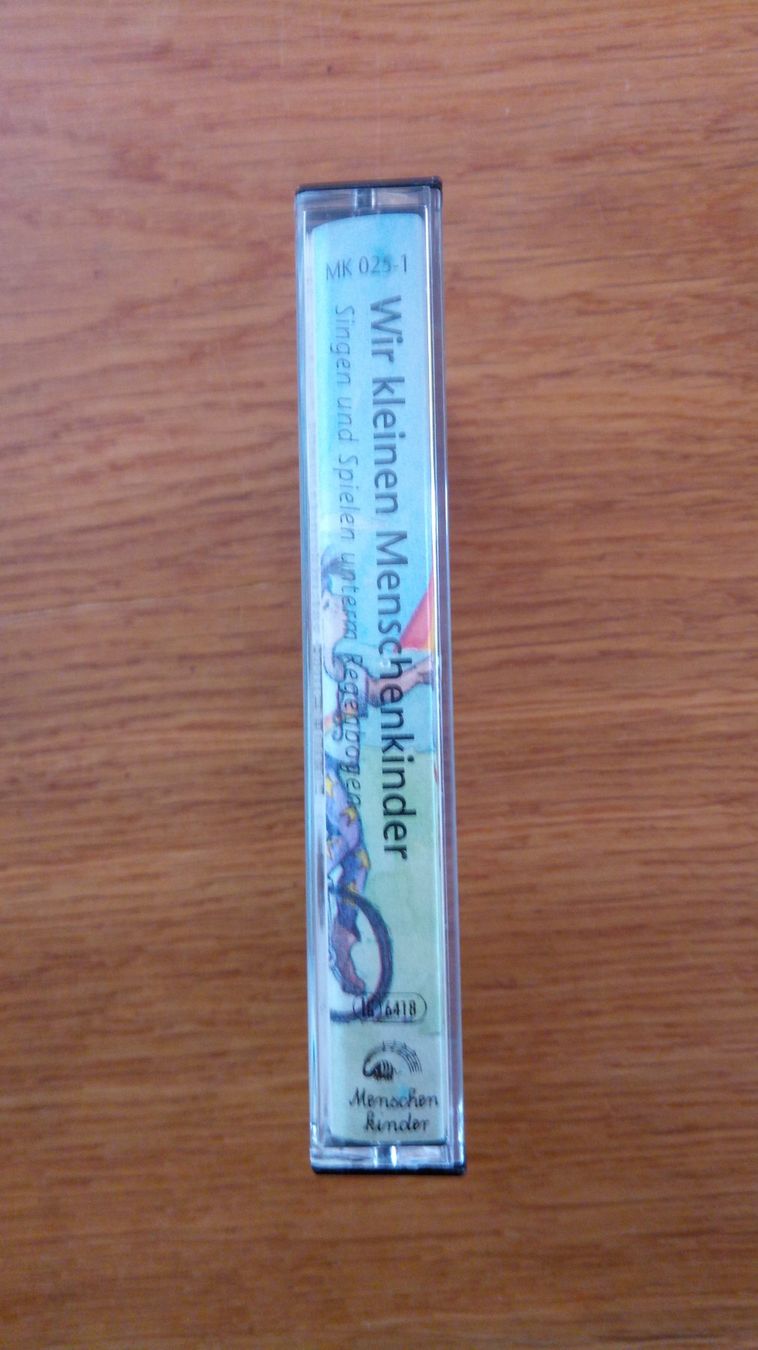 MK 025-1
Wir kleinen Menschenkinder
Singen und Spielen unterm Regenbogen
6418
Menschen
kinder